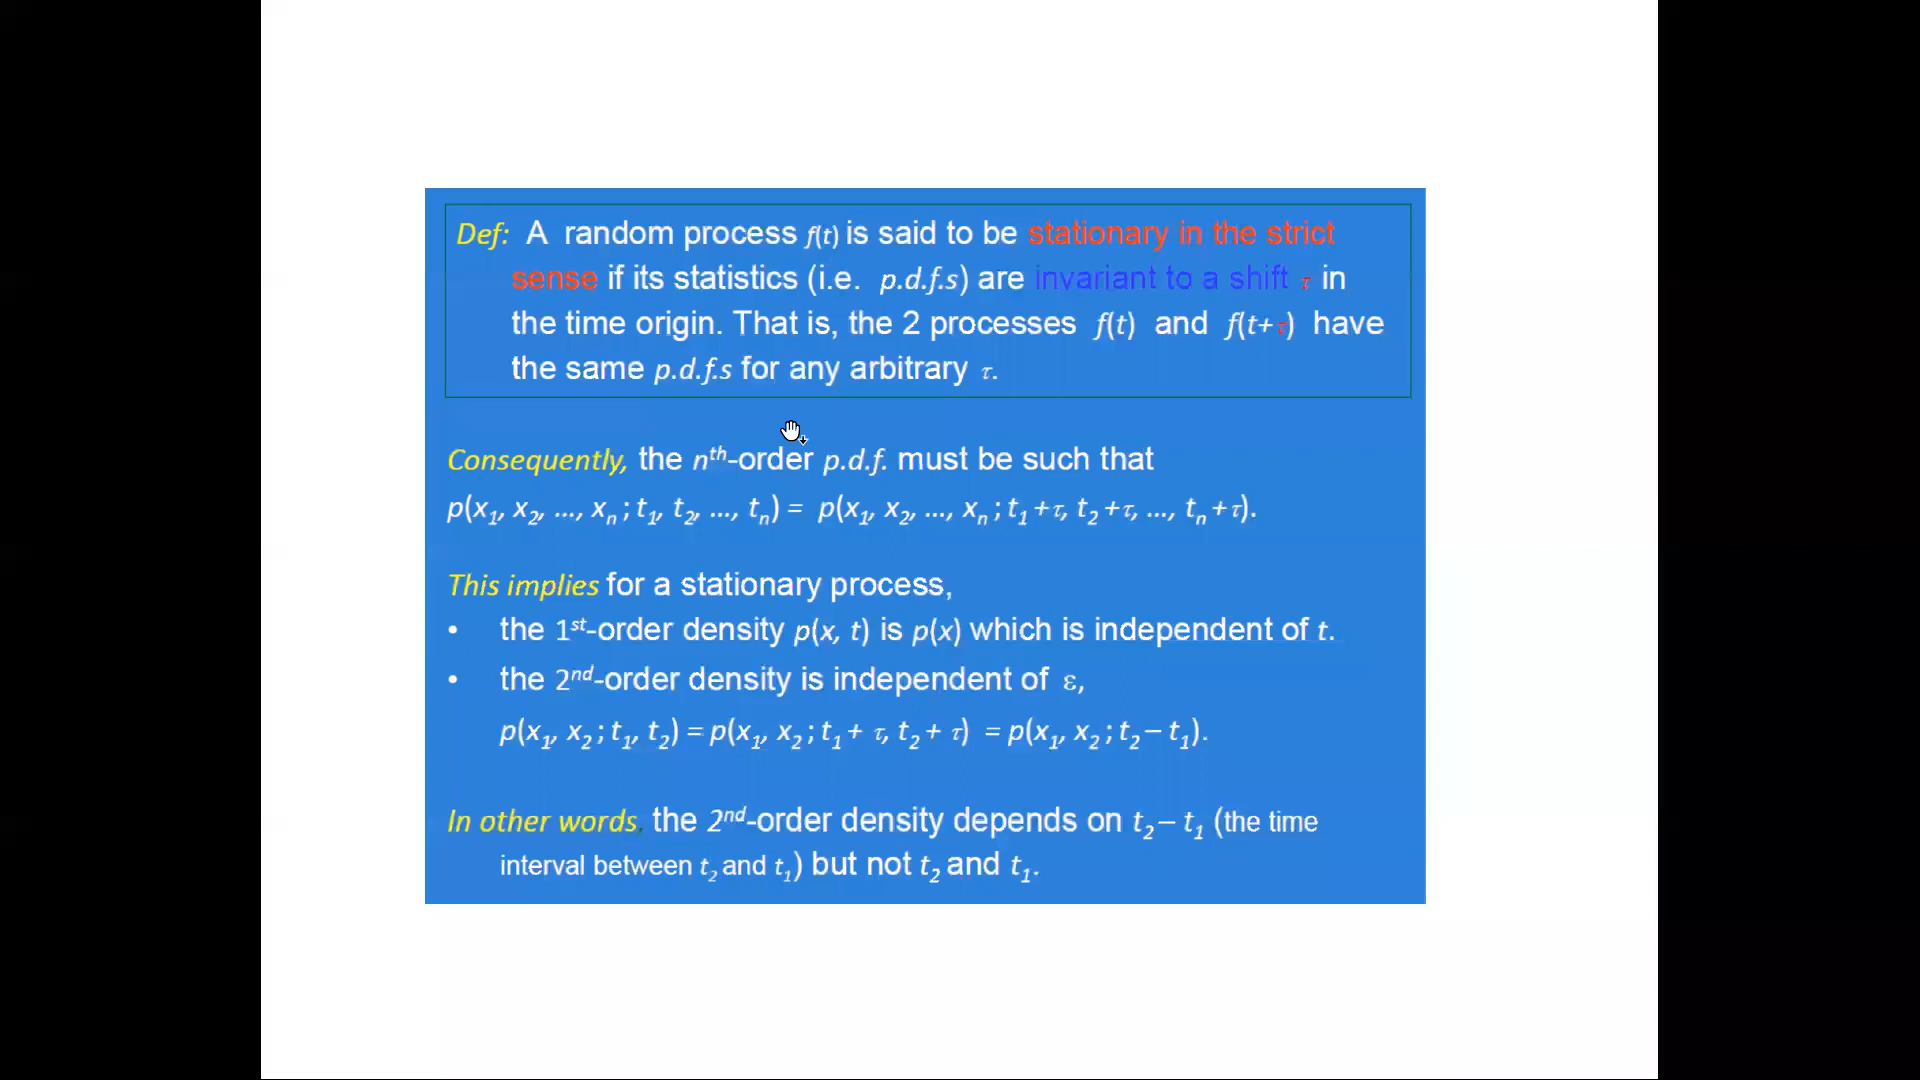 Def: A random process f(t) is said to be stationary in the strict
sense if its statistics (i.e. p.d.f.s) are invariant to a shift τ in
the time origin. That is, the 2 processes f(t) and f(t+τ) have
the same p.d.f.s for any arbitrary τ.
Consequently, the nth-order p.d.f. must be such that
p(x1, x2, ..., xn ; t1, t2, ..., tn) = p(x1, x2, ..., xn ; t1 +τ, t2 +τ, ..., tn +τ).
This implies for a stationary process,
• the 1st-order density p(x, t) is p(x) which is independent of t.
• the 2nd-order density is independent of ε,
p(x1, x2 ; t1, t2) = p(x1, x2 ; t1 + τ, t2 + τ) = p(x1, x2 ; t2 – t1).
In other words, the 2nd-order density depends on t2 – t1 (the time
interval between t2 and t1) but not t2 and t1.